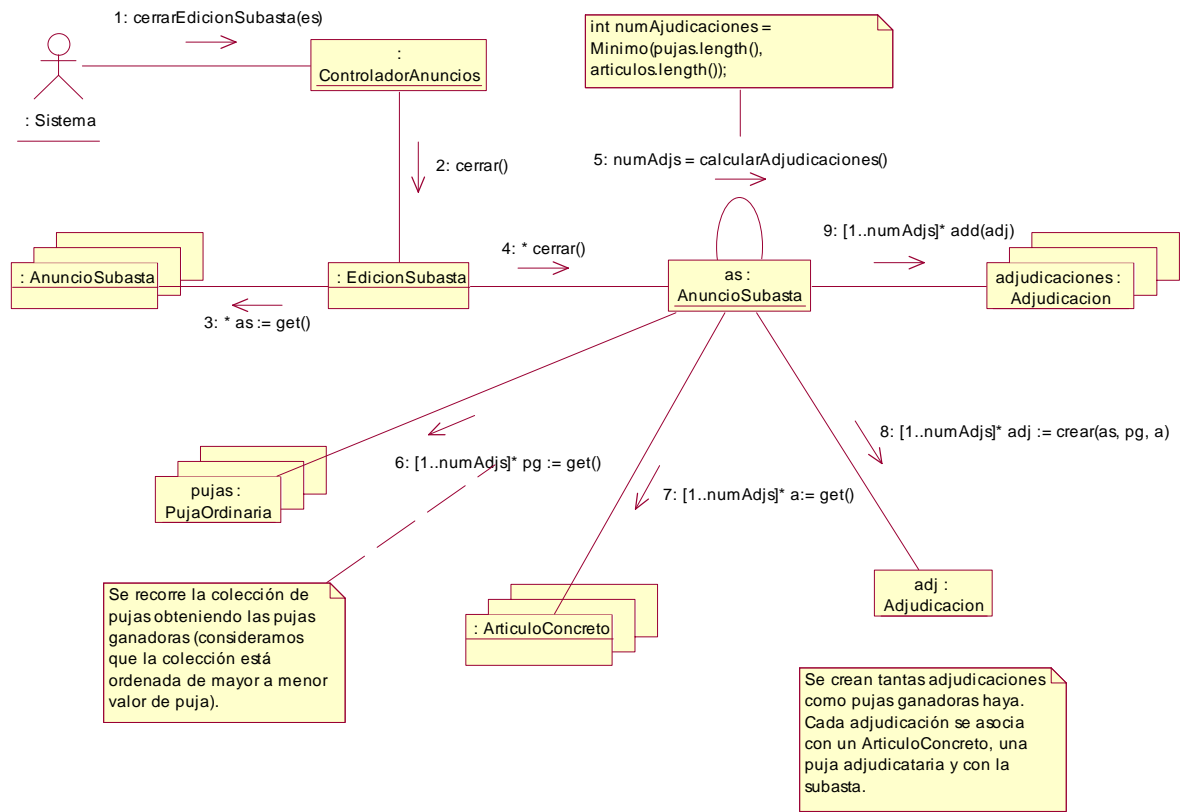 1: cerrarEdicionSubasta(es)
: Sistema
:
ControladorAnuncios
int numAjudicaciones =
Minimo(pujas.length(),
articulos.length());
2: cerrar()
5: numAdjs = calcularAdjudicaciones()
: AnuncioSubasta
3: * as := get()
: EdicionSubasta
4: * cerrar()
as :
AnuncioSubasta
9: [1..numAdjs]* add(adj)
adjudicaciones :
Adjudicacion
6: [1..numAdjs]* pg := get()
pujas :
PujaOrdinaria
7: [1..numAdjs]* a:= get()
8: [1..numAdjs]* adj := crear(as, pg, a)
Se recorre la colección de
pujas obteniendo las pujas
ganadoras (consideramos
que la colección está
ordenada de mayor a menor
valor de puja).
: ArticuloConcreto
adj :
Adjudicacion
Se crean tantas adjudicaciones
como pujas ganadoras haya.
Cada adjudicación se asocia
con un ArticuloConcreto, una
puja adjudicataria y con la
subasta.